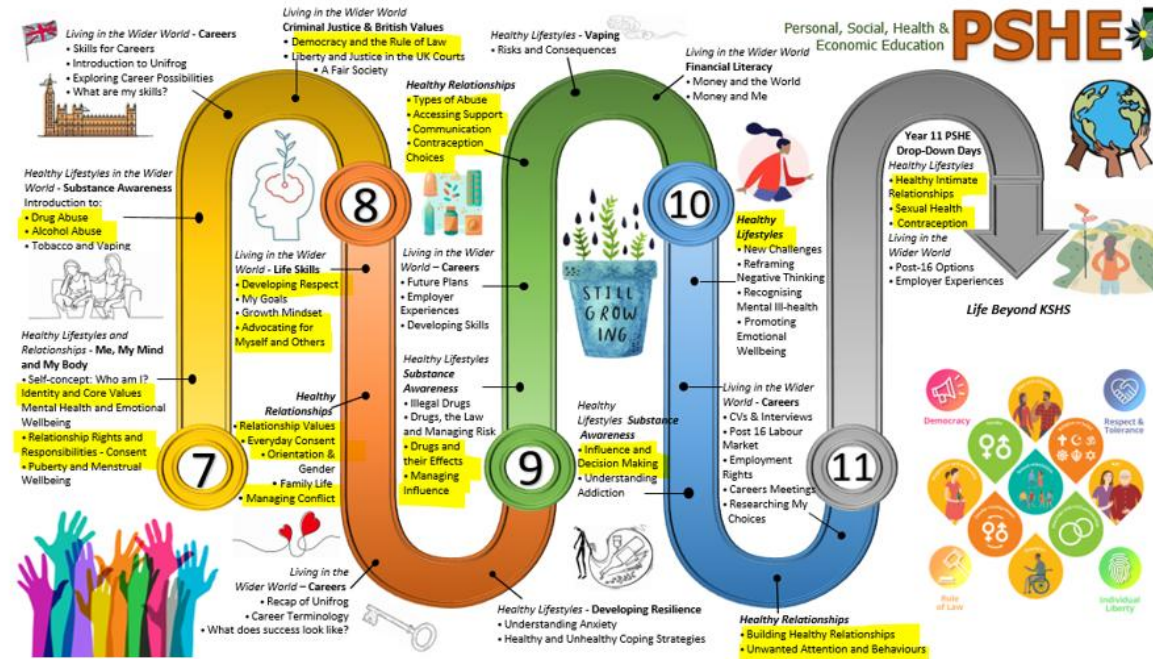 Personal, Social, Health &
Economic Education
PSHE
Living in the Wider World - Careers
• Skills for Careers
• Introduction to Unifrog
• Exploring Career Possibilities
• What are my skills?
Living in the Wider World
Criminal Justice & British Values
• Democracy and the Rule of Law
• Liberty and Justice in the UK Courts
• A Fair Society
Healthy Lifestyles in the Wider
World - Substance Awareness
Introduction to:
• Drug Abuse
• Alcohol Abuse
• Tobacco and Vaping
Healthy Lifestyles and
Relationships - Me, My Mind
and My Body
• Self-concept: Who am I?
Identity and Core Values
Mental Health and Emotional
Wellbeing
• Relationship Rights and
Responsibilities - Consent
• Puberty and Menstrual
Wellbeing
7
Living in the Wider
World - Life Skills
• Developing Respect
• My Goals
• Growth Mindset
• Advocating for
Myself and Others
8
Healthy
Relationships
• Relationship Values
• Everyday Consent
• Orientation &
Gender
• Family Life
• Managing Conflict
Living in the
Wider World – Careers
• Recap of Unifrog
• Career Terminology
• What does success look like?
Healthy Relationships
• Types of Abuse
• Accessing Support
• Communication
• Contraception
Choices
Living in the Wider
World – Careers
• Future Plans
• Employer
Experiences
• Developing Skills
Healthy Lifestyles
Substance
Awareness
• Illegal Drugs
• Drugs, the Law
and Managing Risk
• Drugs and
their Effects
• Managing
Influence
9
Healthy Lifestyles - Developing Resilience
• Understanding Anxiety
• Healthy and Unhealthy Coping Strategies
Healthy Lifestyles - Vaping
• Risks and Consequences
Living in the Wider World
Financial Literacy
• Money and the World
• Money and Me
STILL
GROW
ING
10
Healthy
Lifestyles
• New Challenges
• Reframing
Negative Thinking
• Recognising
Mental Ill-health
• Promoting
Emotional
Wellbeing
Healthy
Lifestyles Substance
Awareness
• Influence and
Decision Making
• Understanding
Addiction
Living in the Wider
World - Careers
• CVs & Interviews
• Post 16 Labour
Market
• Employment
Rights
• Careers Meetings
• Researching My
Choices
Healthy Relationships
• Building Healthy Relationships
• Unwanted Attention and Behaviours
11
Year 11 PSHE
Drop-Down Days
Healthy Lifestyles
• Healthy Intimate
Relationships
• Sexual Health
• Contraception
Living in the
Wider World
• Post-16 Options
• Employer Experiences
Life Beyond KSHS
Democracy
Respect &
Tolerance
Rule
of Law
Individual
Liberty